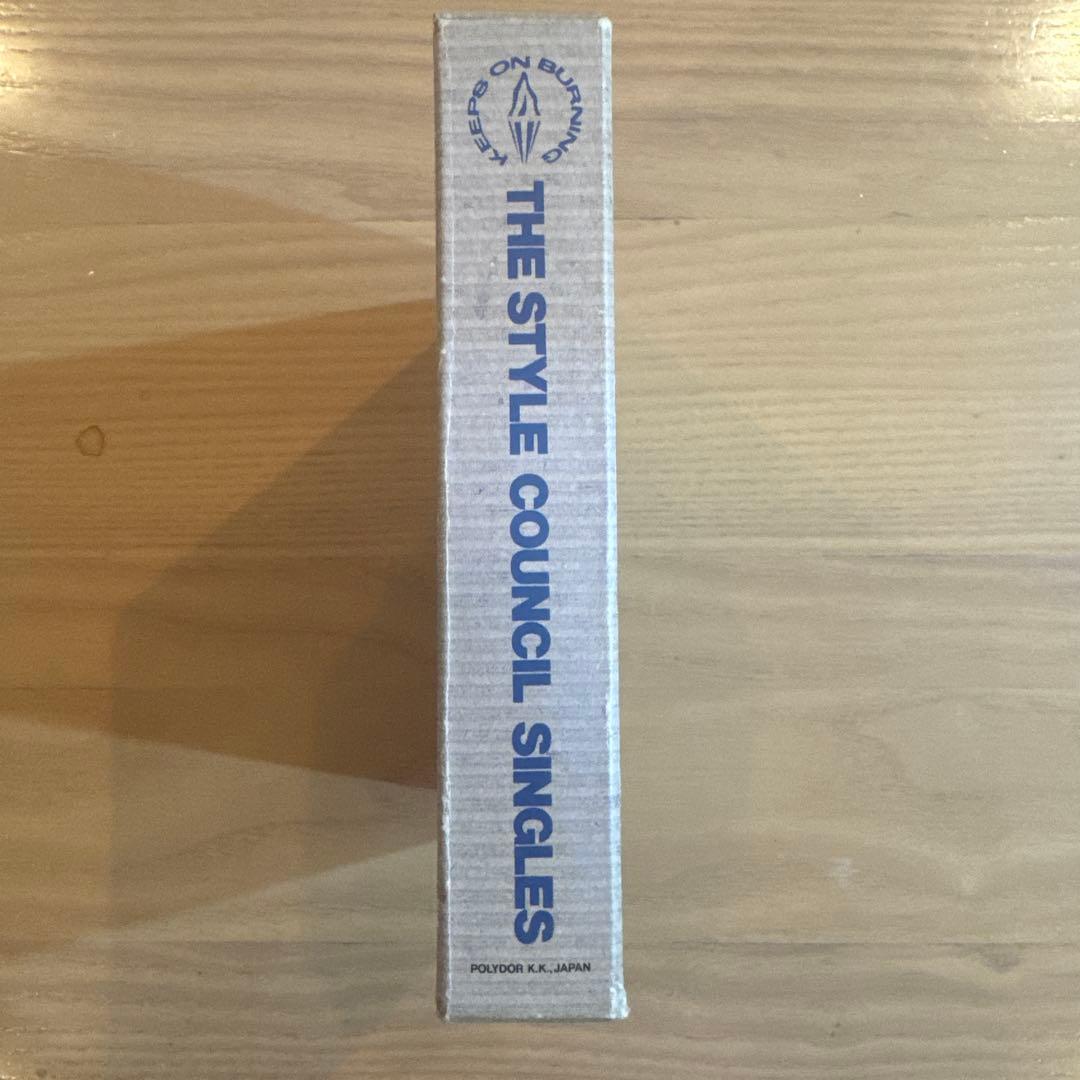 KEEPS ON BURNING
THE STYLE COUNCIL SINGLES
POLYDOR K.K., JAPAN